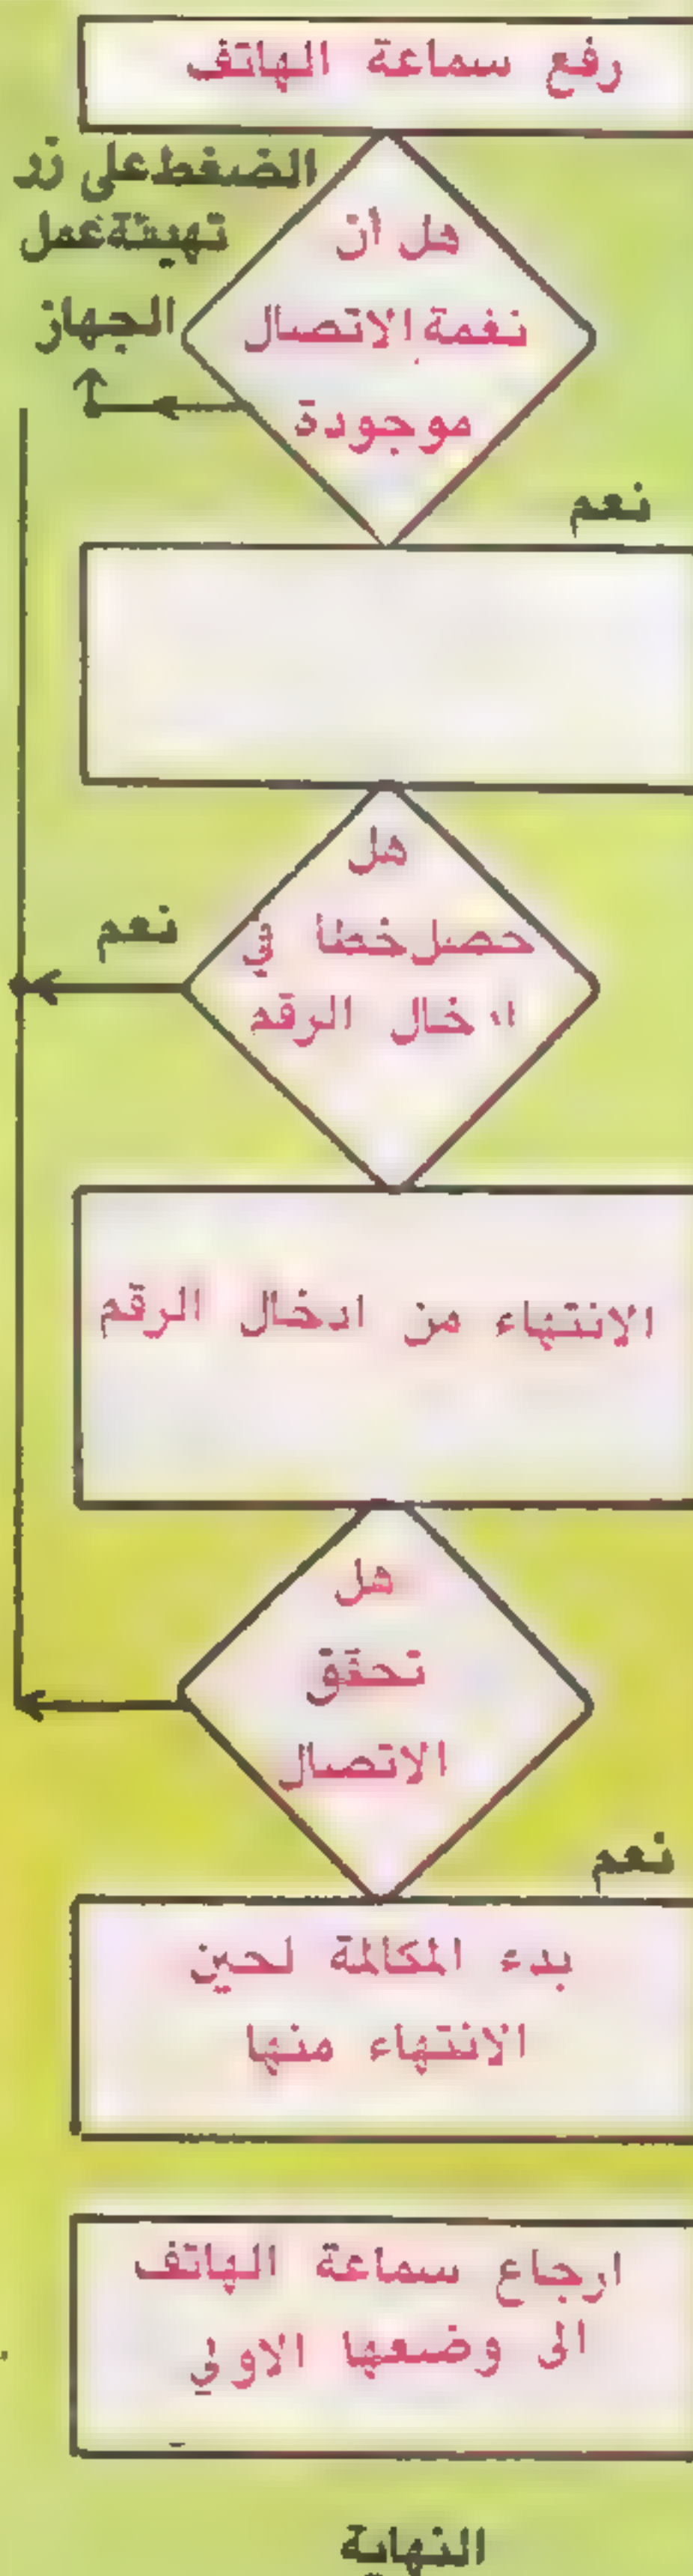 رفع سماعة الهاتف
الضغط على زر
تهيئة عمل
الجهاز
هل أن
نغمة الاتصال
موجودة
نعم
هل
حصل خطأ في
ادخال الرقم
نعم
الانتهاء من ادخال الرقم
هل
تحقق
الاتصال
نعم
بدء المكالمة لحين
الانتهاء منها
ارجاع سماعة الهاتف
الى وضعها الاولي
النهاية